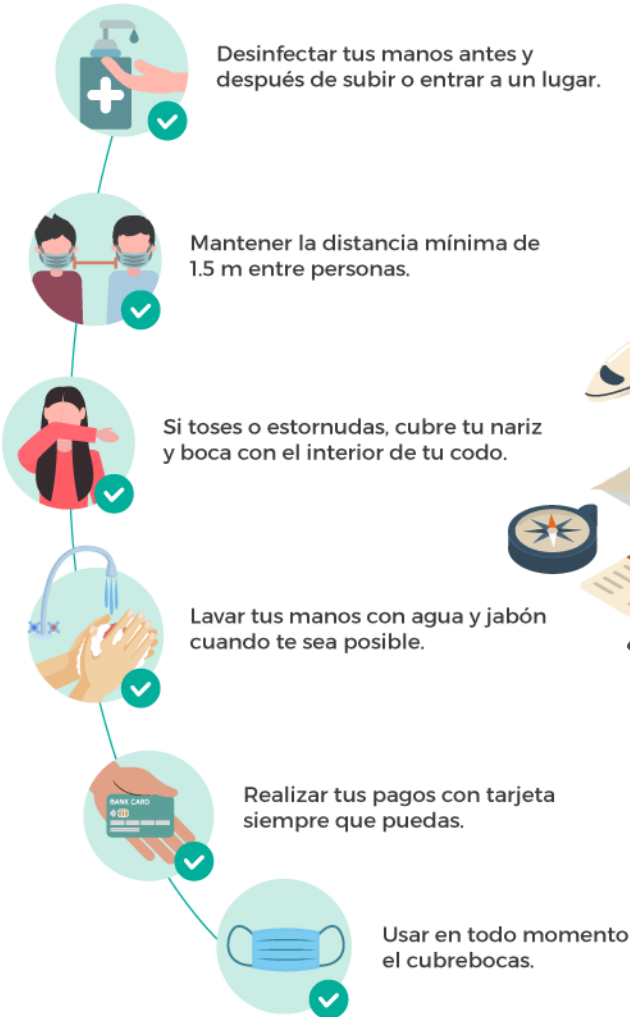 Desinfectar tus manos antes y
después de subir o entrar a un lugar.
Mantener la distancia mínima de
1.5 m entre personas.
Si toses o estornudas, cubre tu nariz
y boca con el interior de tu codo.
Lavar tus manos con agua y jabón
cuando te sea posible.
BANK CARD
Realizar tus pagos con tarjeta
siempre que puedas.
Usar en todo momento
el cubrebocas.